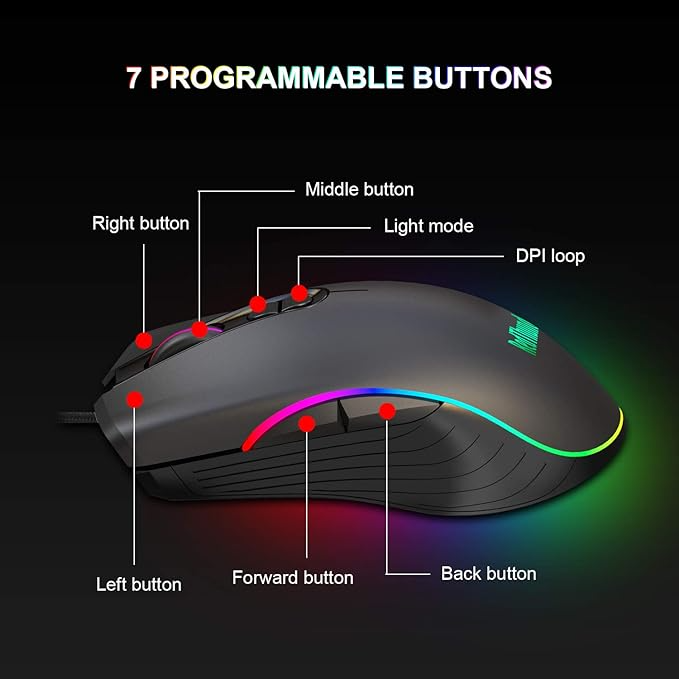 7 PROGRAMMABLE BUTTONS
Middle button
Right button
Light mode
DPI loop
Left button
Forward button
Back button